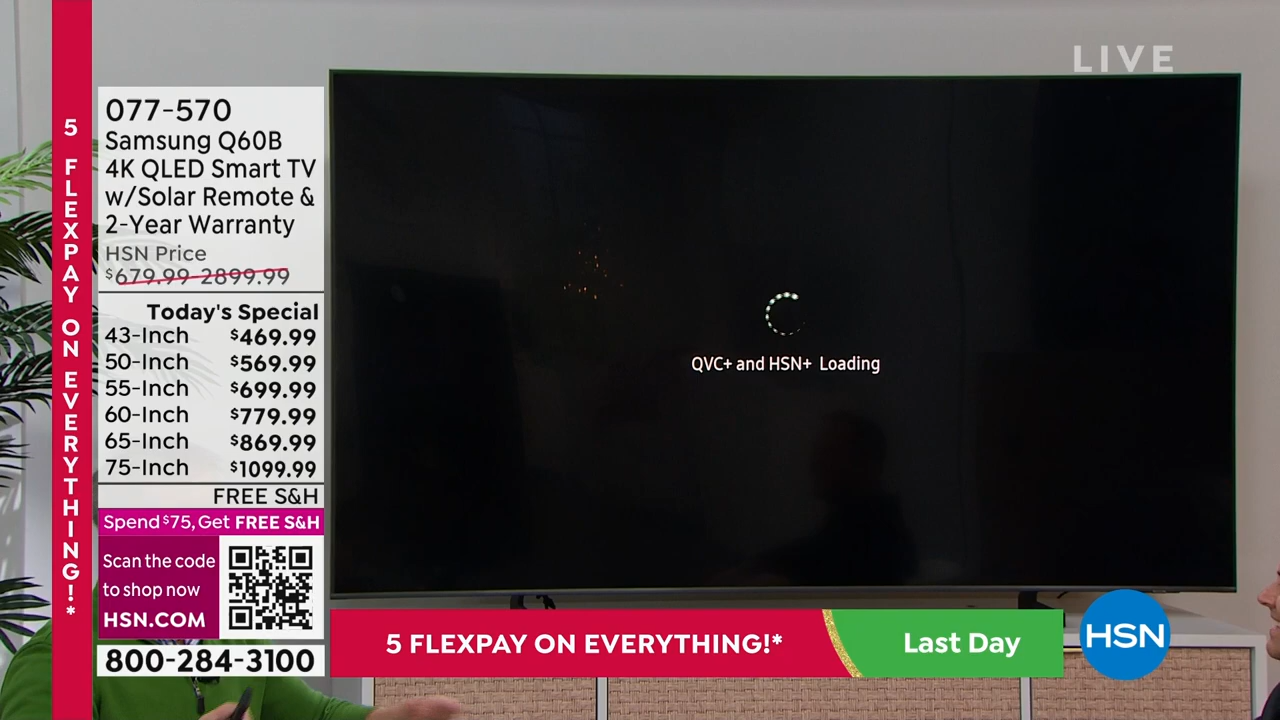 LIVE
5 FLEXPAY ON EVERYTHING!*
077-570
Samsung Q60B
4K QLED Smart TV
w/Solar Remote &
2-Year Warranty
HSN Price
$679.99-2899.99
Today's Special
43-Inch $469.99
50-Inch $569.99
55-Inch $699.99
60-Inch $779.99
65-Inch $869.99
75-Inch $1099.99
FREE S&H
Spend $75, Get FREE S&H
Scan the code
to shop now
HSN.COM
800-284-3100
QVC+ and HSN+ Loading
5 FLEXPAY ON EVERYTHING!*
Last Day
HSN